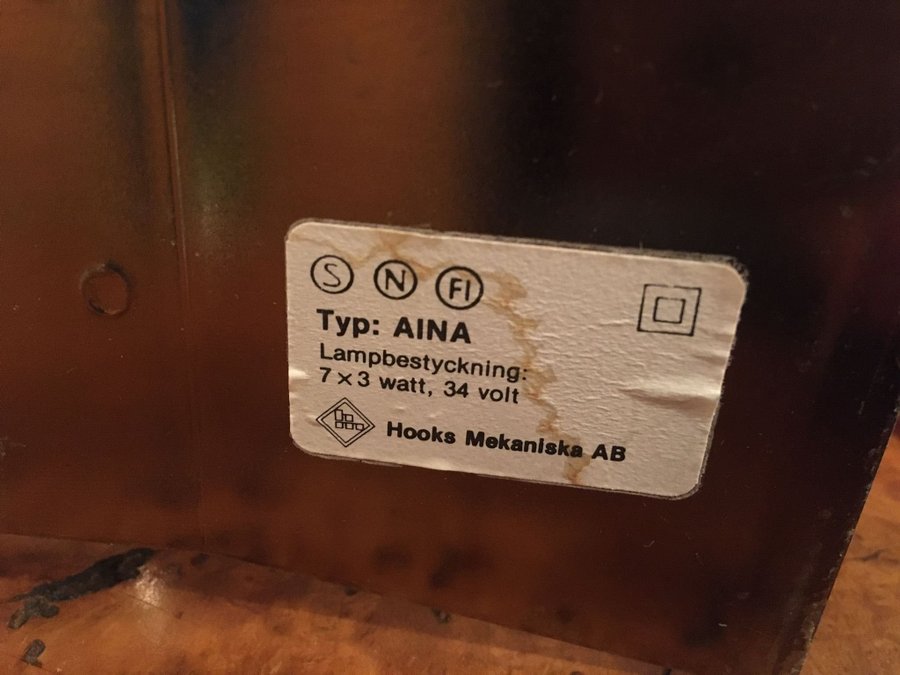 S N FI
Typ: AINA
Lampbestyckning:
7 x 3 watt, 34 volt
Hooks Mekaniska AB